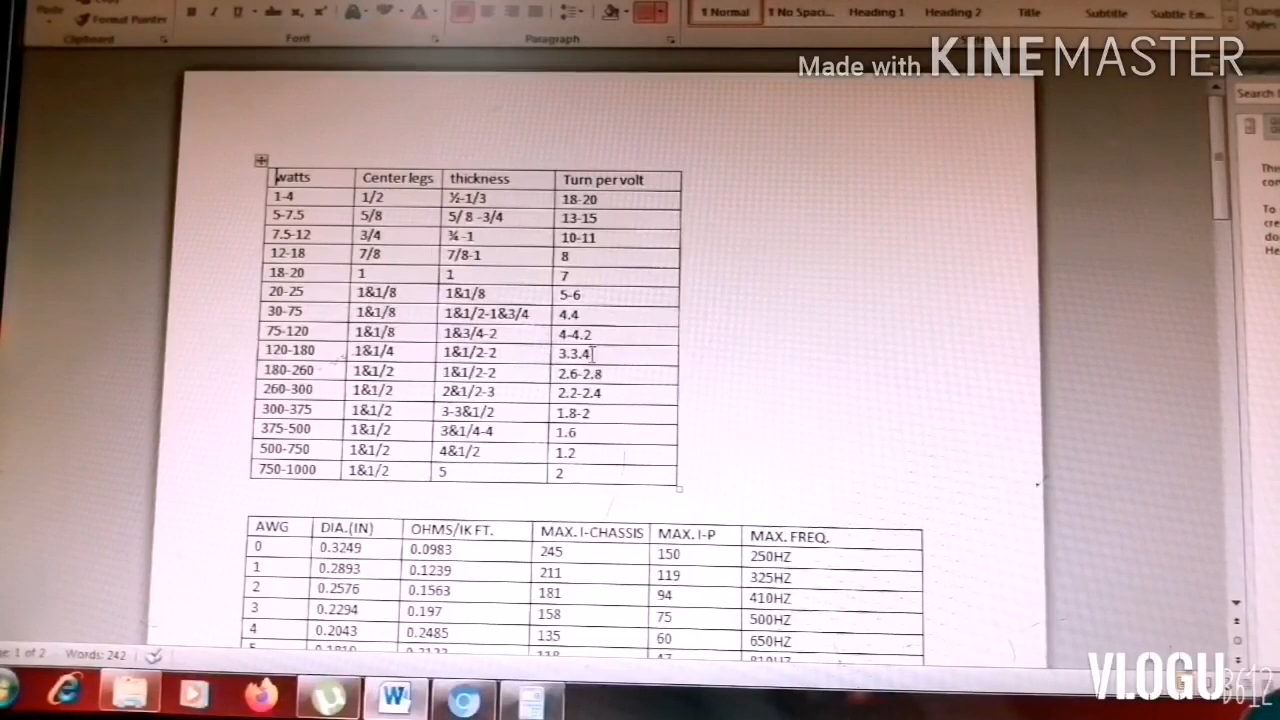 Paste
Format Painter
B I U
Clipboard
Font
Paragraph
¶ Normal
¶ No Spaci...
Heading 1
Heading 2
Title
Subtitle
Subtle Em...
Styles
Made with KINEMASTER
Search
watts Center legs thickness Turn per volt
1-4 1/2 ½-1/3 18-20
5-7.5 5/8 5/ 8 -3/4 13-15
7.5-12 3/4 ¾ -1 10-11
12-18 7/8 7/8-1 8
18-20 1 1 7
20-25 1&1/8 1&1/8 5-6
30-75 1&1/8 1&1/2-1&3/4 4.4
75-120 1&1/8 1&3/4-2 4-4.2
120-180 1&1/4 1&1/2-2 3.3.4
180-260 1&1/2 1&1/2-2 2.6-2.8
260-300 1&1/2 2&1/2-3 2.2-2.4
300-375 1&1/2 3-3&1/2 1.8-2
375-500 1&1/2 3&1/4-4 1.6
500-750 1&1/2 4&1/2 1.2
750-1000 1&1/2 5 2
AWG DIA.(IN) OHMS/IK FT. MAX. I-CHASSIS MAX. I-P MAX. FREQ.
0 0.3249 0.0983 245 150 250HZ
1 0.2893 0.1239 211 119 325HZ
2 0.2576 0.1563 181 94 410HZ
3 0.2294 0.197 158 75 500HZ
4 0.2043 0.2485 135 60 650HZ
1 of 2 Words: 242
VLOGU
B612